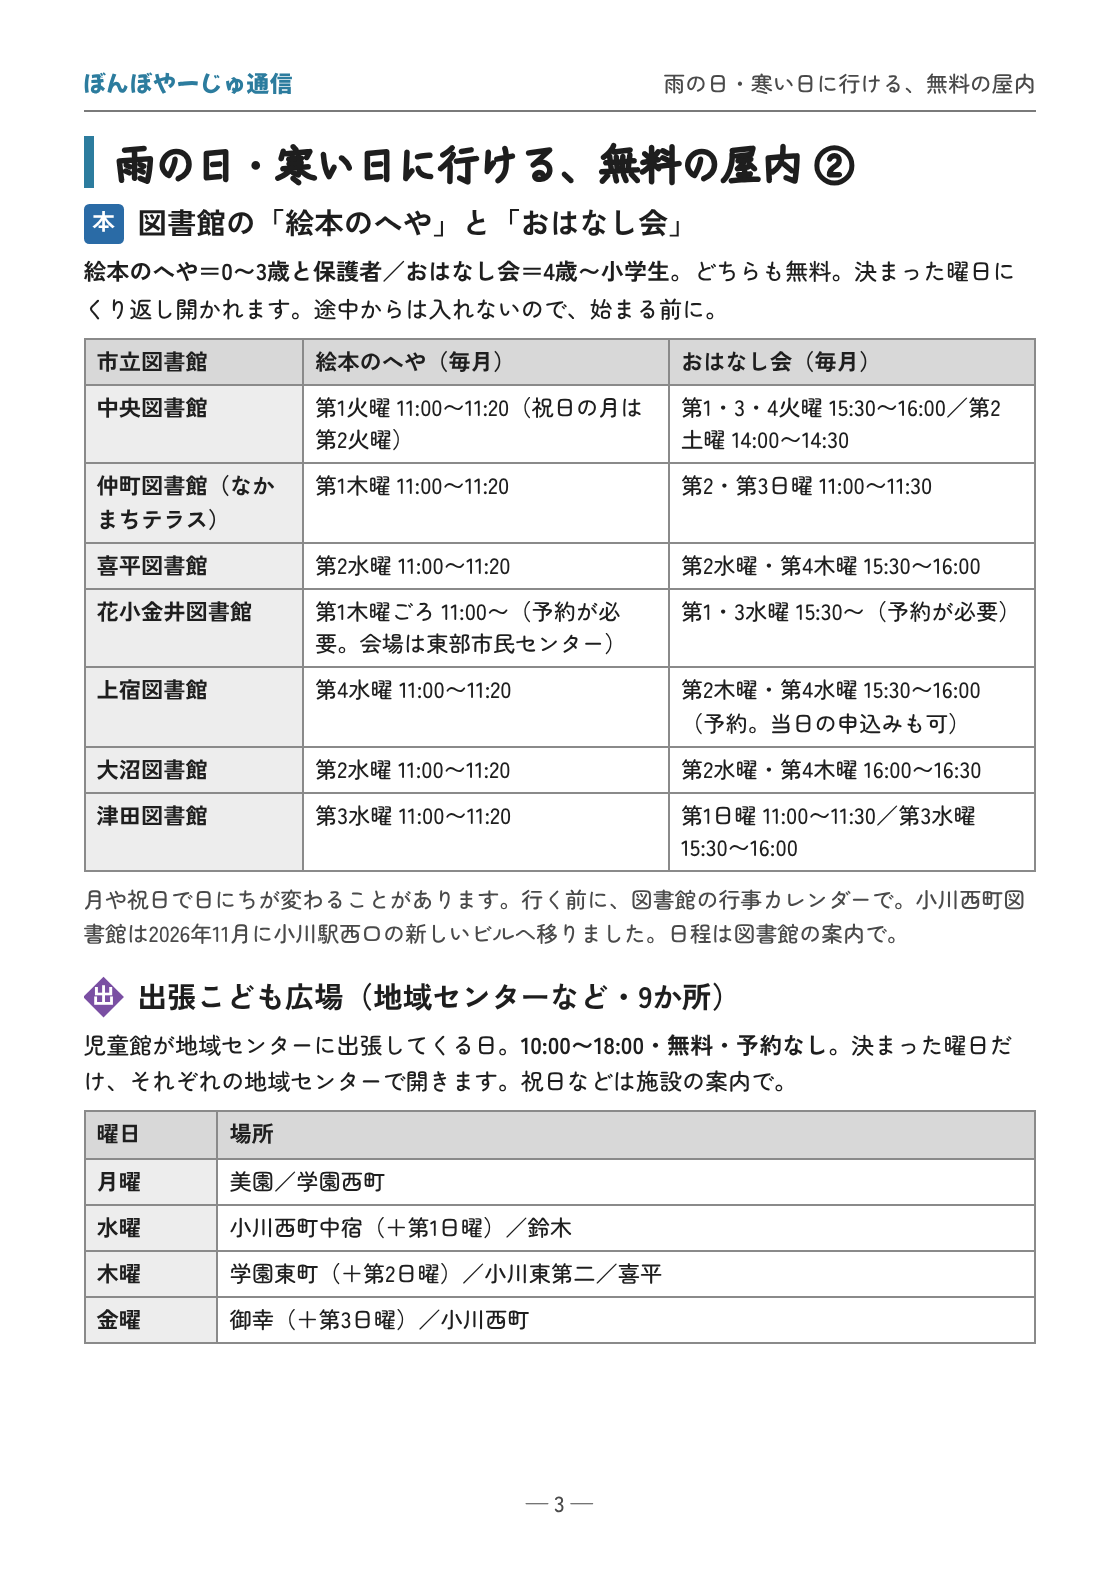 ぼんぼやーじゅ通信
雨の日・寒い日に行ける、無料の屋内
雨の日・寒い日に行ける、無料の屋内 ②
本 図書館の「絵本のへや」と「おはなし会」
絵本のへや＝0〜3歳と保護者／おはなし会＝4歳〜小学生。どちらも無料。決まった曜日に
くり返し開かれます。途中からは入れないので、始まる前に。
市立図書館 絵本のへや（毎月） おはなし会（毎月）
中央図書館
第1火曜 11:00〜11:20（祝日の月は
第2火曜）
第1・3・4火曜 15:30〜16:00／第2
土曜 14:00〜14:30
仲町図書館（なか
まちテラス）
第1木曜 11:00〜11:20
第2・第3日曜 11:00〜11:30
喜平図書館
第2水曜 11:00〜11:20
第2水曜・第4木曜 15:30〜16:00
花小金井図書館
第1木曜ごろ 11:00〜（予約が必
要。会場は東部市民センター）
第1・3水曜 15:30〜（予約が必要）
上宿図書館
第4水曜 11:00〜11:20
第2木曜・第4水曜 15:30〜16:00
（予約。当日の申込みも可）
大沼図書館
第2水曜 11:00〜11:20
第2水曜・第4木曜 16:00〜16:30
津田図書館
第3水曜 11:00〜11:20
第1日曜 11:00〜11:30／第3水曜
15:30〜16:00
月や祝日で日にちが変わることがあります。行く前に、図書館の行事カレンダーで。小川西町図
書館は2026年11月に小川駅西口の新しいビルへ移りました。日程は図書館の案内で。
出 出張こども広場（地域センターなど・9か所）
児童館が地域センターに出張してくる日。10:00〜18:00・無料・予約なし。決まった曜日だ
け、それぞれの地域センターで開きます。祝日などは施設の案内で。
曜日 場所
月曜 美園／学園西町
水曜 小川西町中宿（＋第1日曜）／鈴木
木曜 学園東町（＋第2日曜）／小川東第二／喜平
金曜 御幸（＋第3日曜）／小川西町
— 3 —